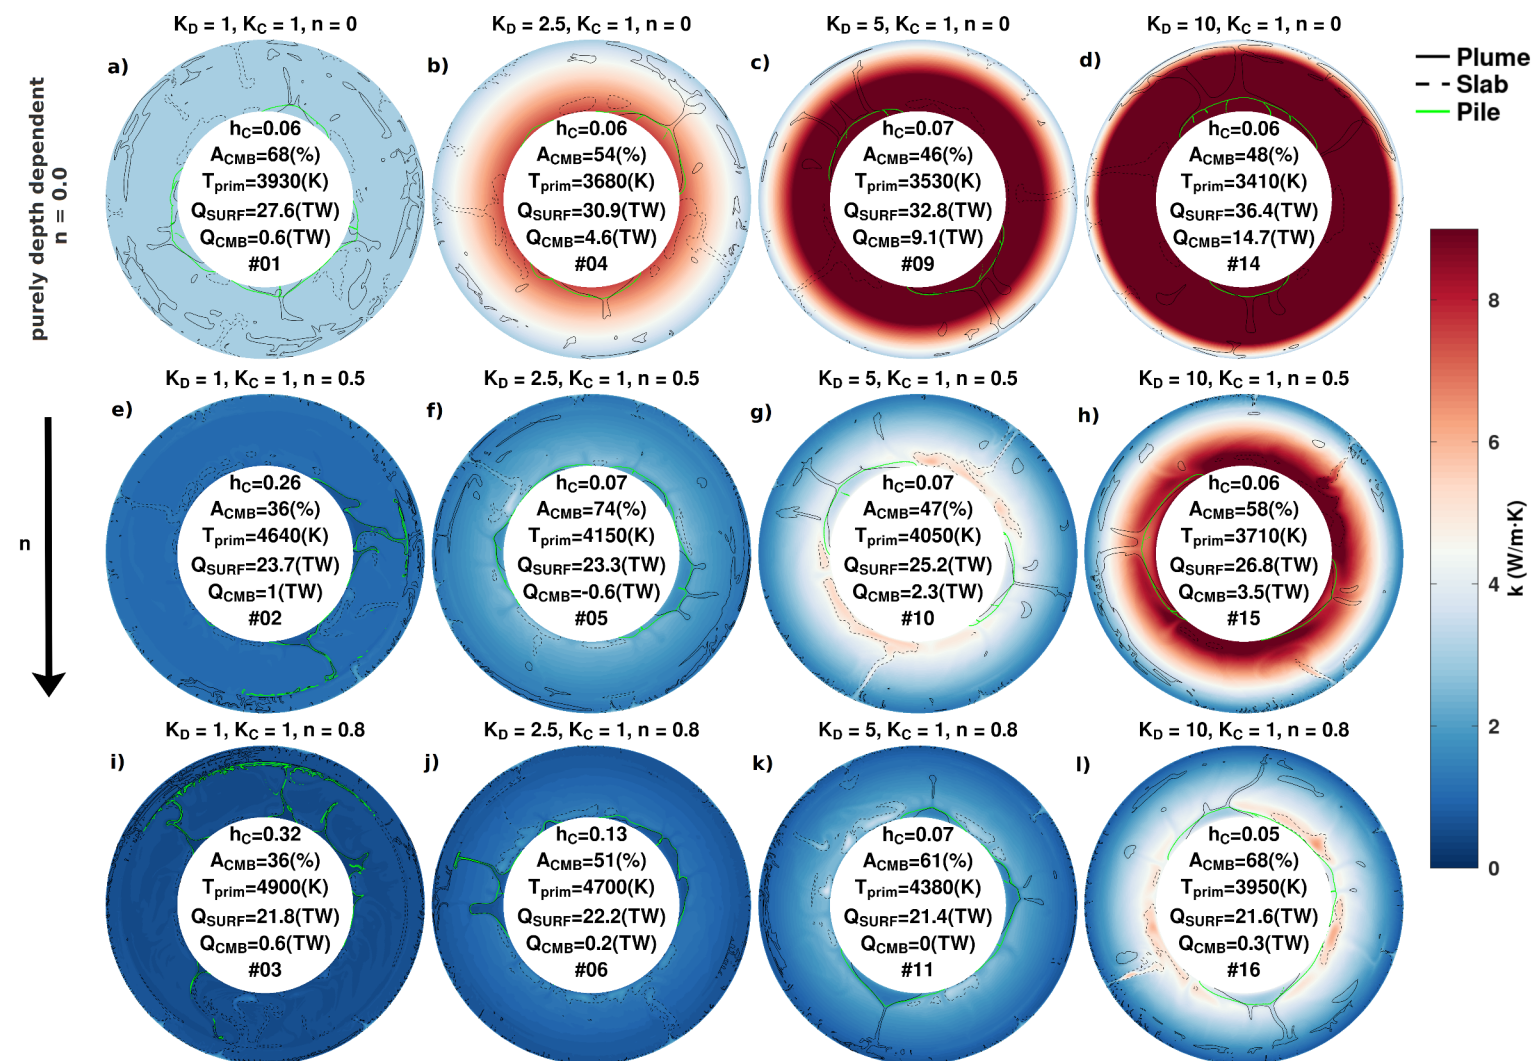 K_D = 1, K_C = 1, n = 0
K_D = 2.5, K_C = 1, n = 0
K_D = 5, K_C = 1, n = 0
K_D = 10, K_C = 1, n = 0
a)
b)
c)
d)
Plume
Slab
Pile
purely depth dependent
n = 0.0
h_C=0.06
A_CMB=68(%)
T_prim=3930(K)
Q_SURF=27.6(TW)
Q_CMB=0.6(TW)
#01
h_C=0.06
A_CMB=54(%)
T_prim=3680(K)
Q_SURF=30.9(TW)
Q_CMB=4.6(TW)
#04
h_C=0.07
A_CMB=46(%)
T_prim=3530(K)
Q_SURF=32.8(TW)
Q_CMB=9.1(TW)
#09
h_C=0.06
A_CMB=48(%)
T_prim=3410(K)
Q_SURF=36.4(TW)
Q_CMB=14.7(TW)
#14
K_D = 1, K_C = 1, n = 0.5
K_D = 2.5, K_C = 1, n = 0.5
K_D = 5, K_C = 1, n = 0.5
K_D = 10, K_C = 1, n = 0.5
e)
f)
g)
h)
n
h_C=0.26
A_CMB=36(%)
T_prim=4640(K)
Q_SURF=23.7(TW)
Q_CMB=1(TW)
#02
h_C=0.07
A_CMB=74(%)
T_prim=4150(K)
Q_SURF=23.3(TW)
Q_CMB=-0.6(TW)
#05
h_C=0.07
A_CMB=47(%)
T_prim=4050(K)
Q_SURF=25.2(TW)
Q_CMB=2.3(TW)
#10
h_C=0.06
A_CMB=58(%)
T_prim=3710(K)
Q_SURF=26.8(TW)
Q_CMB=3.5(TW)
#15
K_D = 1, K_C = 1, n = 0.8
K_D = 2.5, K_C = 1, n = 0.8
K_D = 5, K_C = 1, n = 0.8
K_D = 10, K_C = 1, n = 0.8
i)
j)
k)
l)
h_C=0.32
A_CMB=36(%)
T_prim=4900(K)
Q_SURF=21.8(TW)
Q_CMB=0.6(TW)
#03
h_C=0.13
A_CMB=51(%)
T_prim=4700(K)
Q_SURF=22.2(TW)
Q_CMB=0.2(TW)
#06
h_C=0.07
A_CMB=61(%)
T_prim=4380(K)
Q_SURF=21.4(TW)
Q_CMB=0(TW)
#11
h_C=0.05
A_CMB=68(%)
T_prim=3950(K)
Q_SURF=21.6(TW)
Q_CMB=0.3(TW)
#16
8
6
4
2
0
k (W/m·K)